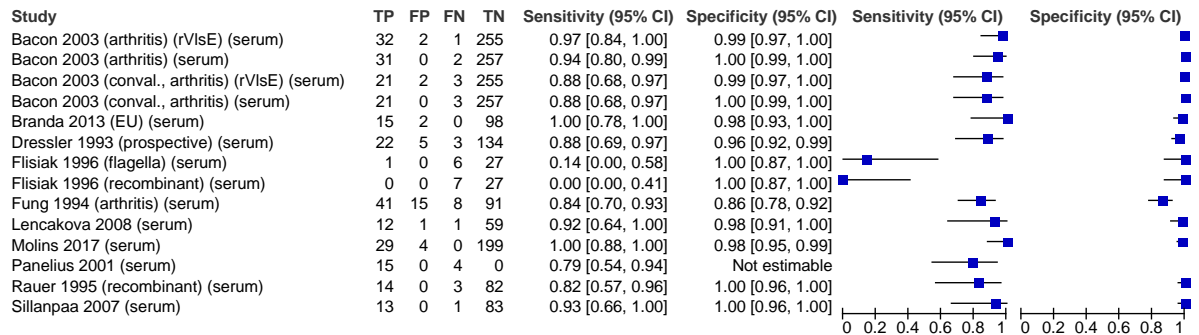 Study TP FP FN TN Sensitivity (95% CI) Specificity (95% CI) Sensitivity (95% CI) Specificity (95% CI)
Bacon 2003 (arthritis) (rVlsE) (serum) 32 2 1 255 0.97 [0.84, 1.00] 0.99 [0.97, 1.00]
Bacon 2003 (arthritis) (serum) 31 0 2 257 0.94 [0.80, 0.99] 1.00 [0.99, 1.00]
Bacon 2003 (conval., arthritis) (rVlsE) (serum) 21 2 3 255 0.88 [0.68, 0.97] 0.99 [0.97, 1.00]
Bacon 2003 (conval., arthritis) (serum) 21 0 3 257 0.88 [0.68, 0.97] 1.00 [0.99, 1.00]
Branda 2013 (EU) (serum) 15 2 0 98 1.00 [0.78, 1.00] 0.98 [0.93, 1.00]
Dressler 1993 (prospective) (serum) 22 5 3 134 0.88 [0.69, 0.97] 0.96 [0.92, 0.99]
Flisiak 1996 (flagella) (serum) 1 0 6 27 0.14 [0.00, 0.58] 1.00 [0.87, 1.00]
Flisiak 1996 (recombinant) (serum) 0 0 7 27 0.00 [0.00, 0.41] 1.00 [0.87, 1.00]
Fung 1994 (arthritis) (serum) 41 15 8 91 0.84 [0.70, 0.93] 0.86 [0.78, 0.92]
Lencakova 2008 (serum) 12 1 1 59 0.92 [0.64, 1.00] 0.98 [0.91, 1.00]
Molins 2017 (serum) 29 4 0 199 1.00 [0.88, 1.00] 0.98 [0.95, 0.99]
Panelius 2001 (serum) 15 0 4 0 0.79 [0.54, 0.94] Not estimable
Rauer 1995 (recombinant) (serum) 14 0 3 82 0.82 [0.57, 0.96] 1.00 [0.96, 1.00]
Sillanpaa 2007 (serum) 13 0 1 83 0.93 [0.66, 1.00] 1.00 [0.96, 1.00]
0 0.2 0.4 0.6 0.8 1 0 0.2 0.4 0.6 0.8 1